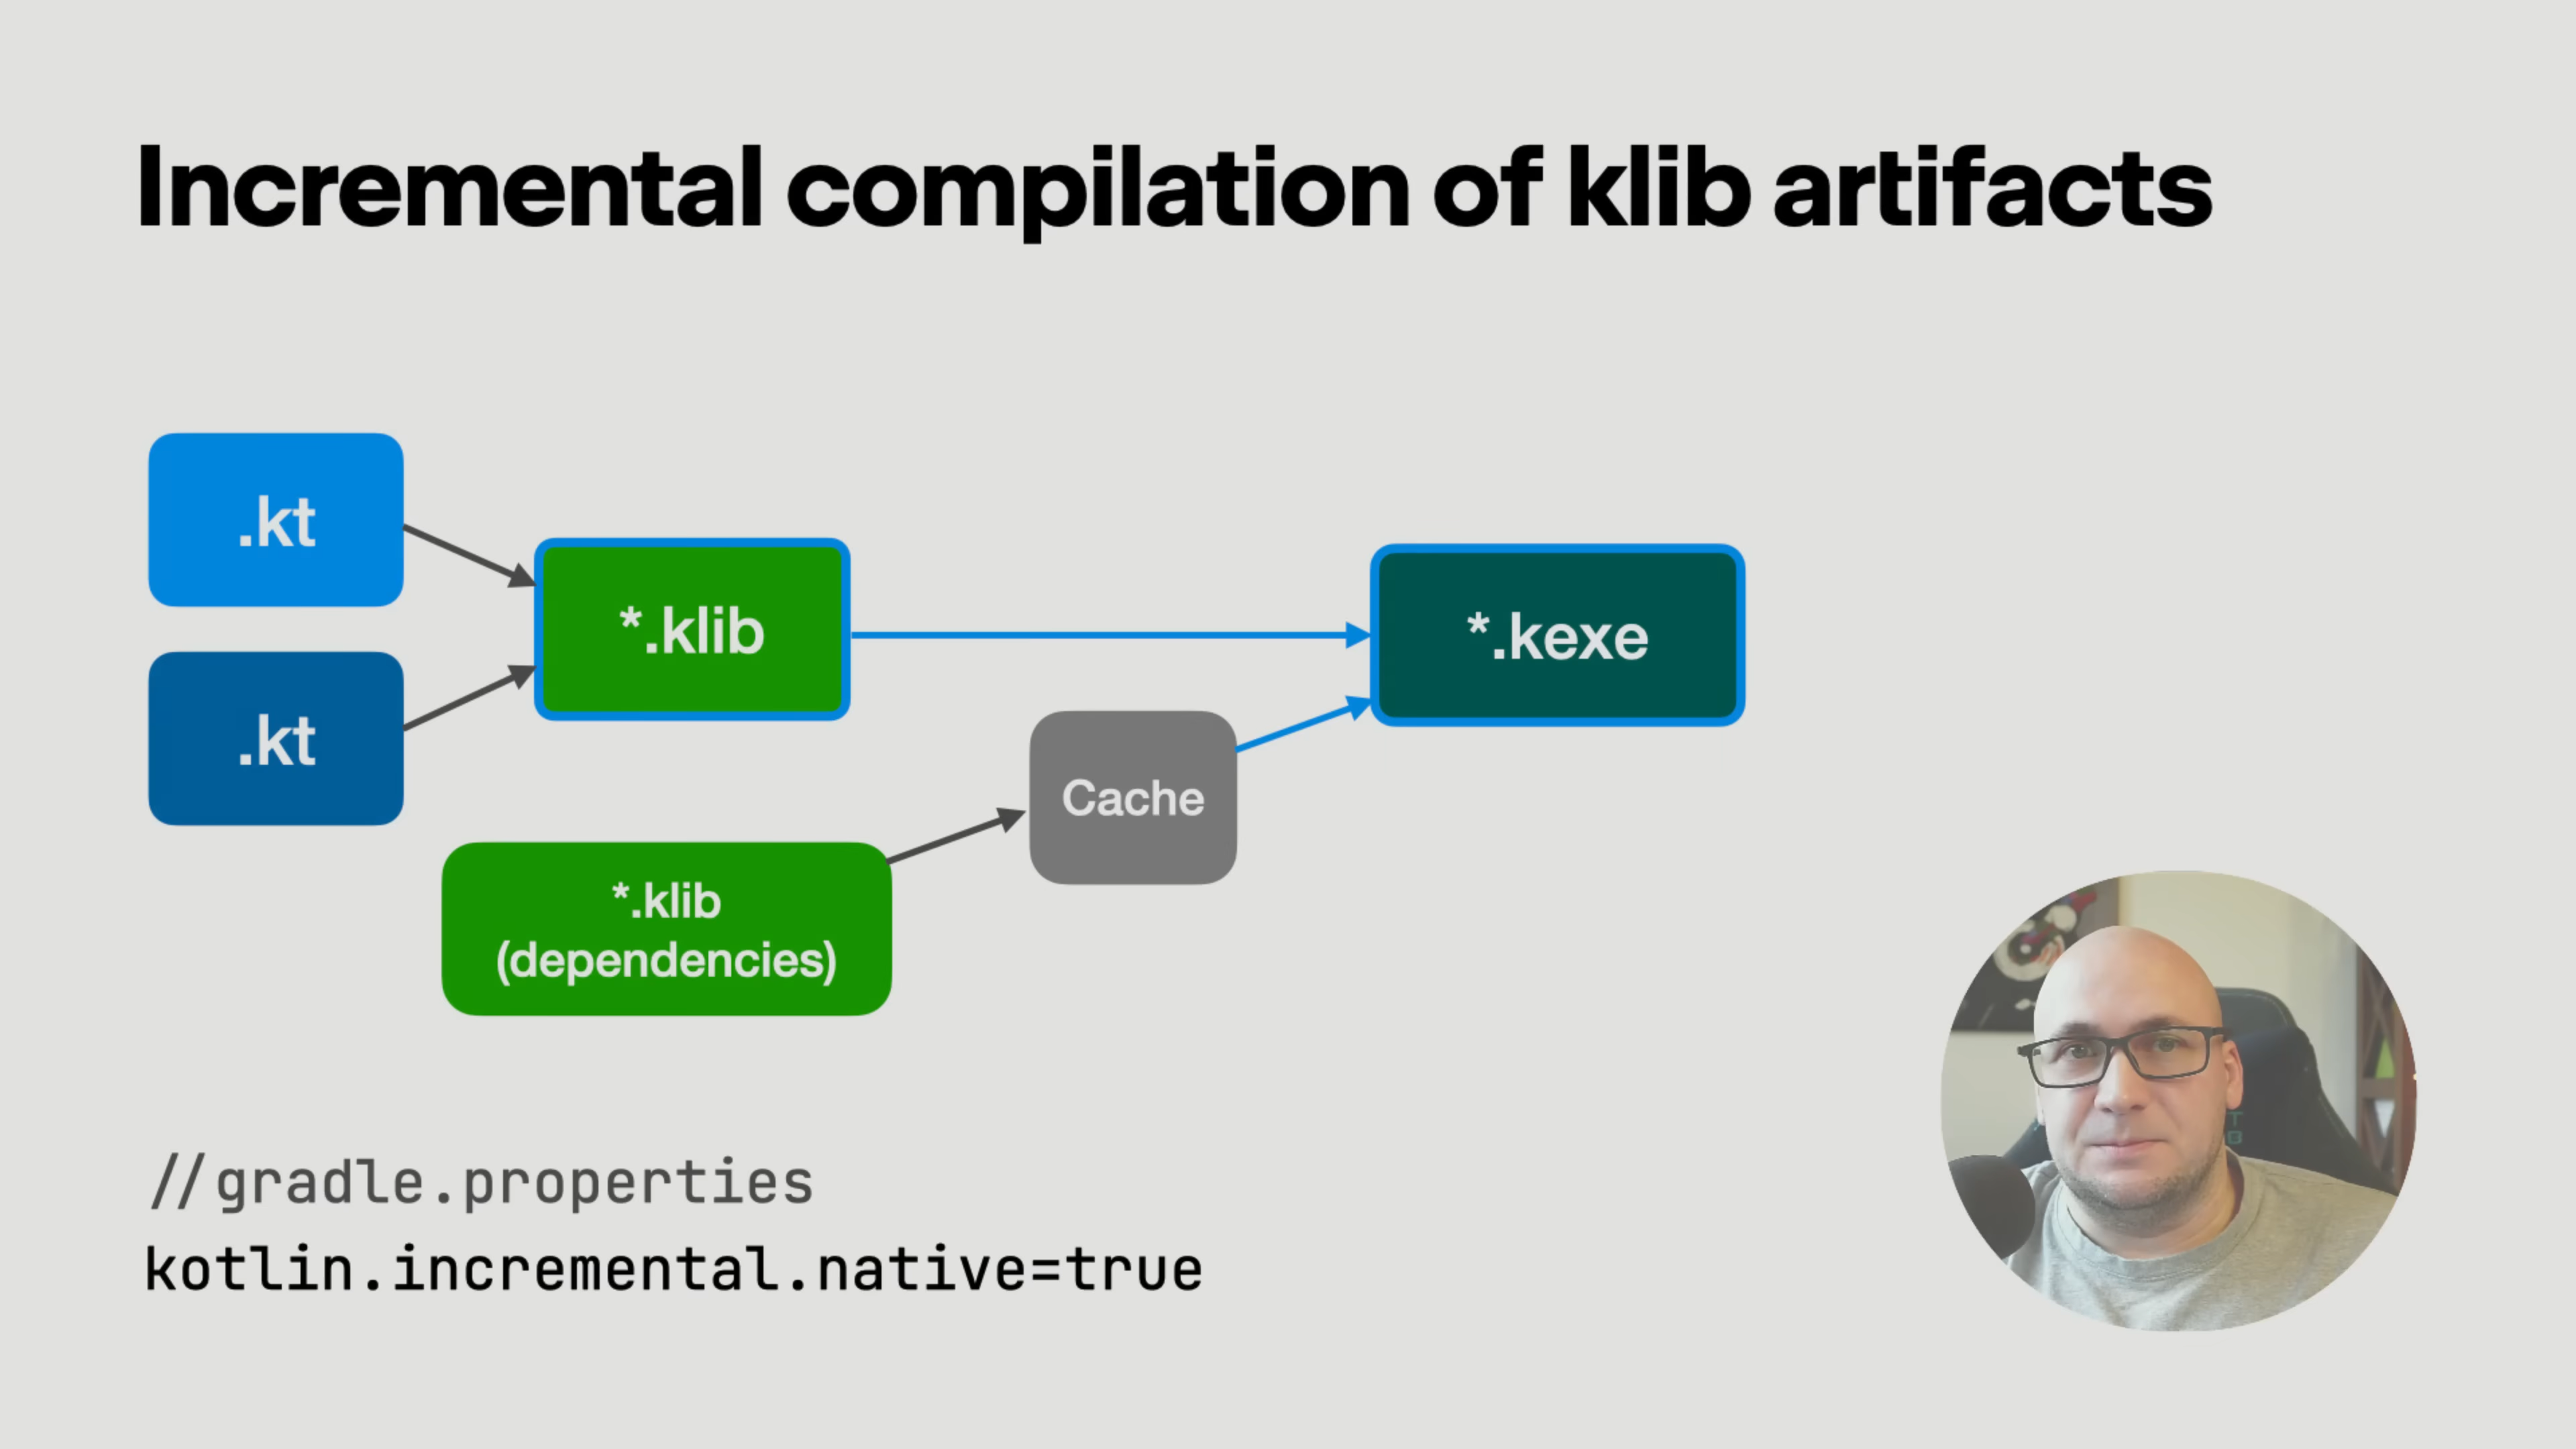 Incremental compilation of klib artifacts
.kt
.kt
*.klib
*.kexe
Cache
*.klib
(dependencies)
//gradle.properties
kotlin.incremental.native=true